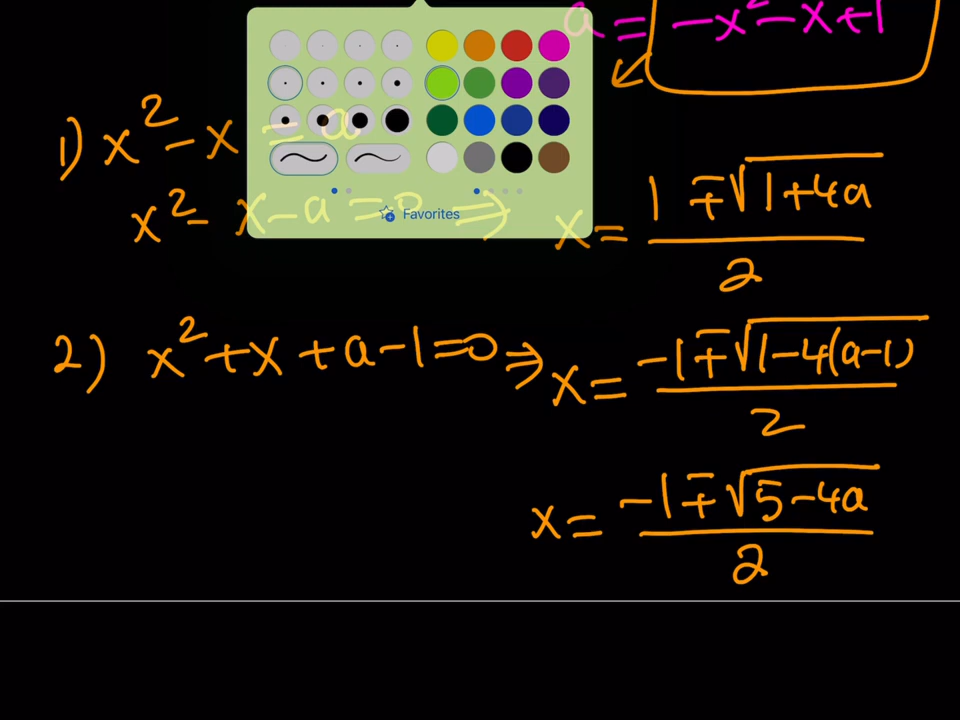 a = -x² - x + 1
1) x² - x = a
x² - x - a = 0 ⇒ x = (1 ∓ √(1+4a))/2
Favorites
2) x² + x + a - 1 = 0 ⇒ x = (-1 ∓ √(1-4(a-1)))/2
x = (-1 ∓ √(5-4a))/2